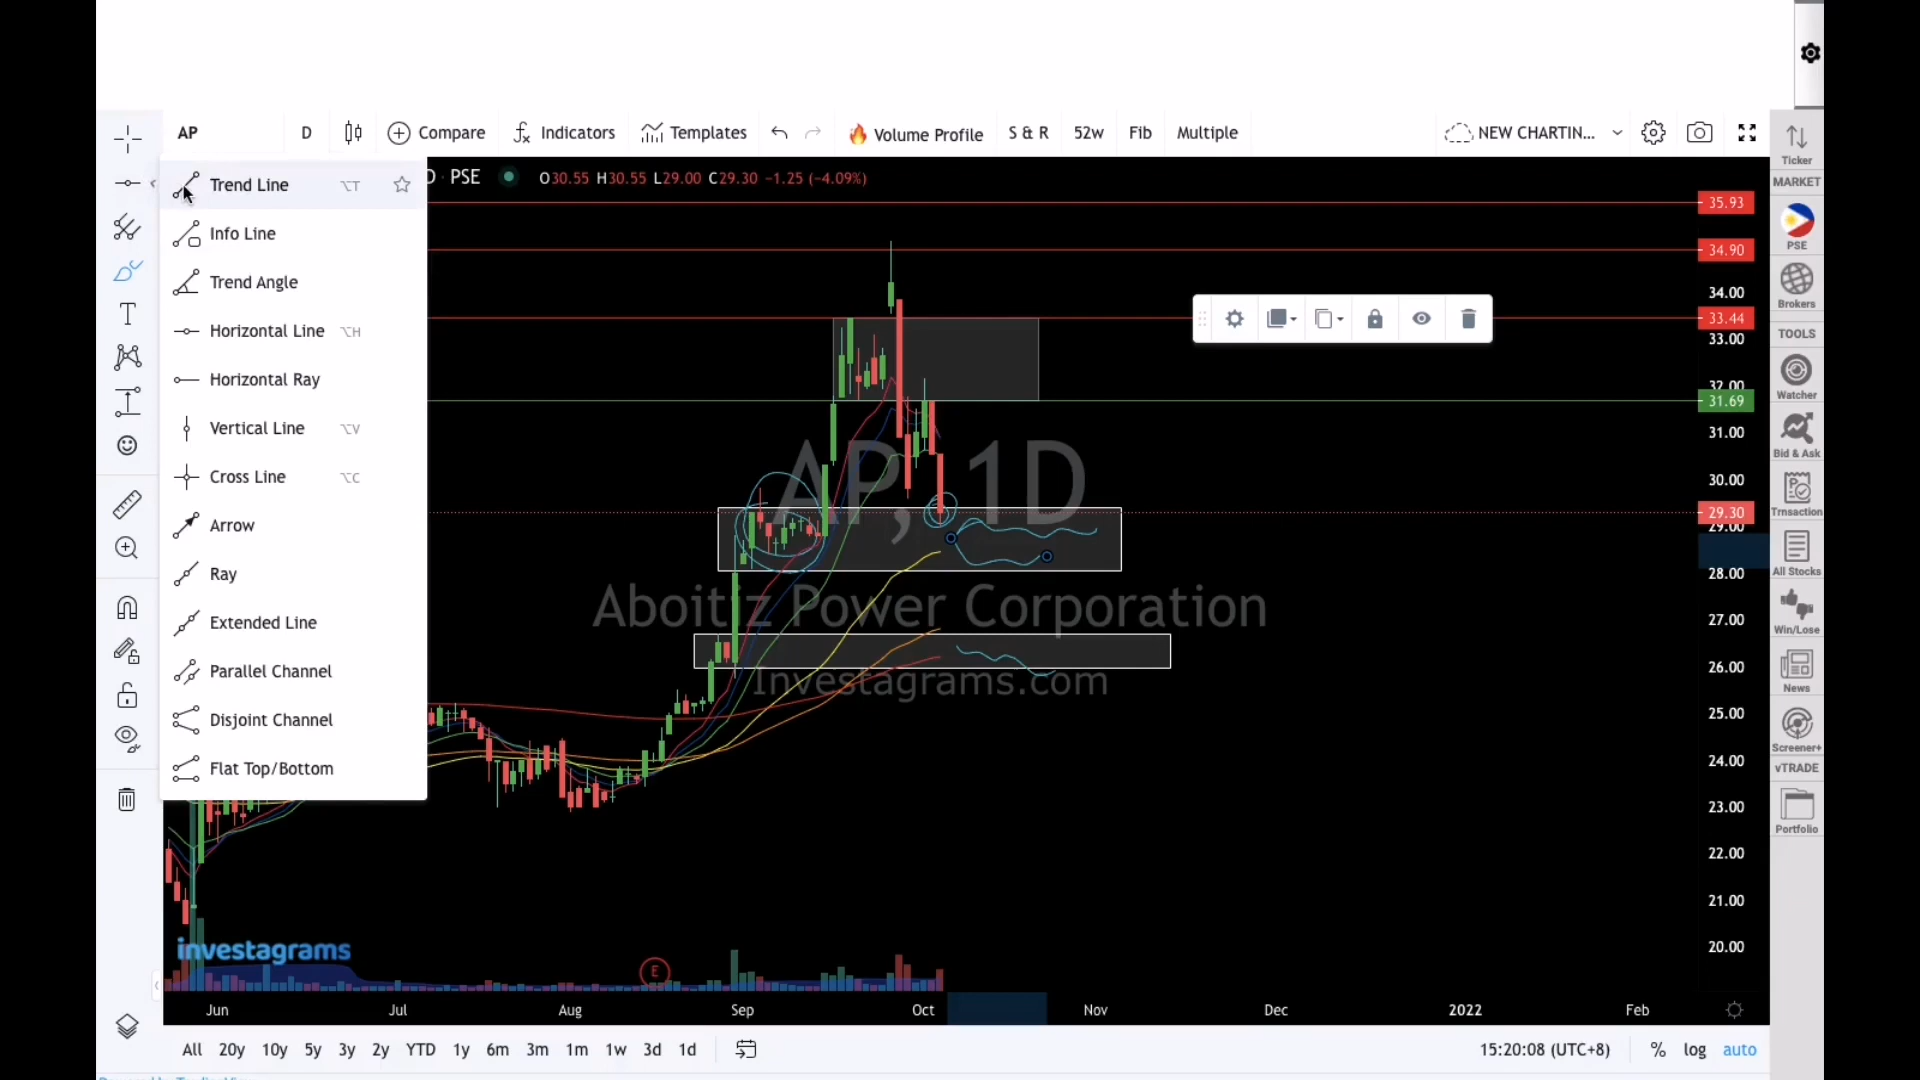 AP
D
Compare
Indicators
Templates
Volume Profile
S & R
52w
Fib
Multiple
NEW CHARTIN...
Ticker
MARKET
PSE
Brokers
TOOLS
Watcher
Bid & Ask
Trnsaction
All Stocks
Win/Lose
News
Screener+
vTRADE
Portfolio
Trend Line ⌥T
Info Line
Trend Angle
Horizontal Line ⌥H
Horizontal Ray
Vertical Line ⌥V
Cross Line ⌥C
Arrow
Ray
Extended Line
Parallel Channel
Disjoint Channel
Flat Top/Bottom
D · PSE O30.55 H30.55 L29.00 C29.30 −1.25 (−4.09%)
AP, 1D
Aboitiz Power Corporation
Investagrams.com
35.93
34.90
34.00
33.44
33.00
32.00
31.69
31.00
30.00
29.30
29.00
28.00
27.00
26.00
25.00
24.00
23.00
22.00
21.00
20.00
investagrams
E
Jun Jul Aug Sep Oct Nov Dec 2022 Feb
All 20y 10y 5y 3y 2y YTD 1y 6m 3m 1m 1w 3d 1d
15:20:08 (UTC+8) % log auto